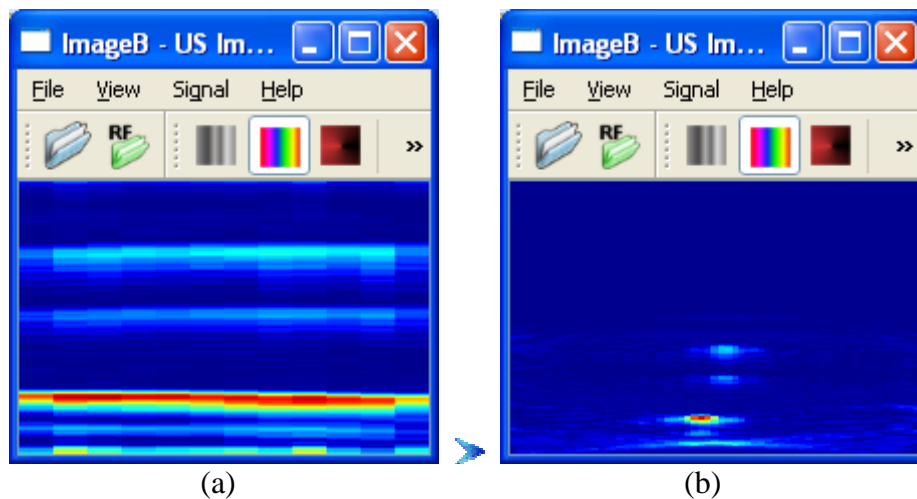 ImageB - US Im...
File View Signal Help
RF
»
ImageB - US Im...
File View Signal Help
RF
»
(a)
(b)